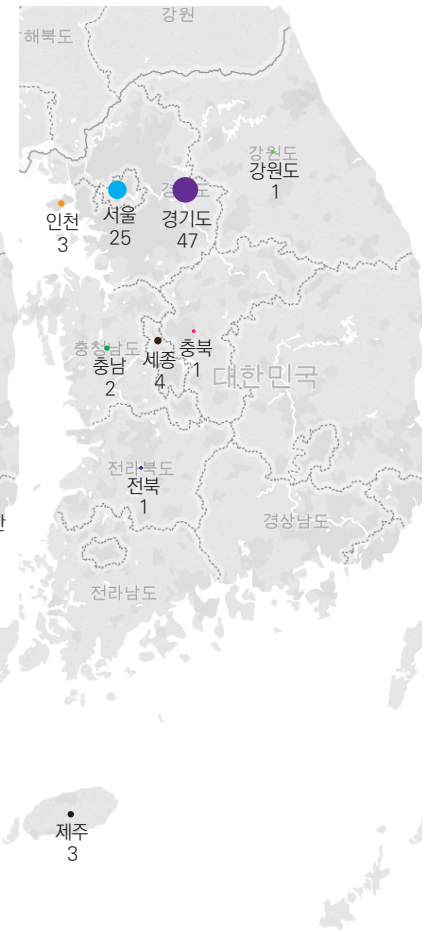 강원
해북도
강원도
강원도
1
인천
3
서울
25
경기도
47
충청남도
충남
2
세종
4
충북
1
대한민국
전라북도
전북
1
경상남도
전라남도
제주
3